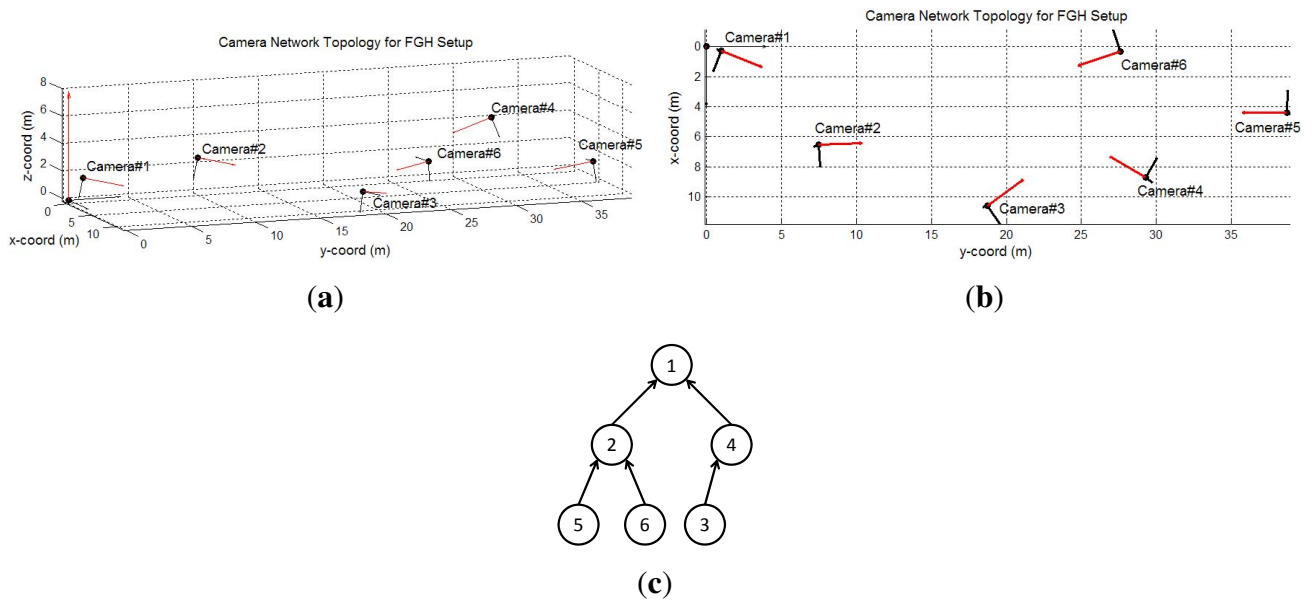 Camera Network Topology for FGH Setup
8
6
4
2
0
z-coord (m)
Camera#4
Camera#2
Camera#1
Camera#6
Camera#5
Camera#3
0
5
10
x-coord (m)
0
5
10
15
20
25
30
35
y-coord (m)
(a)
Camera Network Topology for FGH Setup
Camera#1
Camera#6
Camera#2
Camera#5
Camera#4
Camera#3
0
2
4
6
8
10
x-coord (m)
0
5
10
15
20
25
30
35
y-coord (m)
(b)
1
2
4
5
6
3
(c)